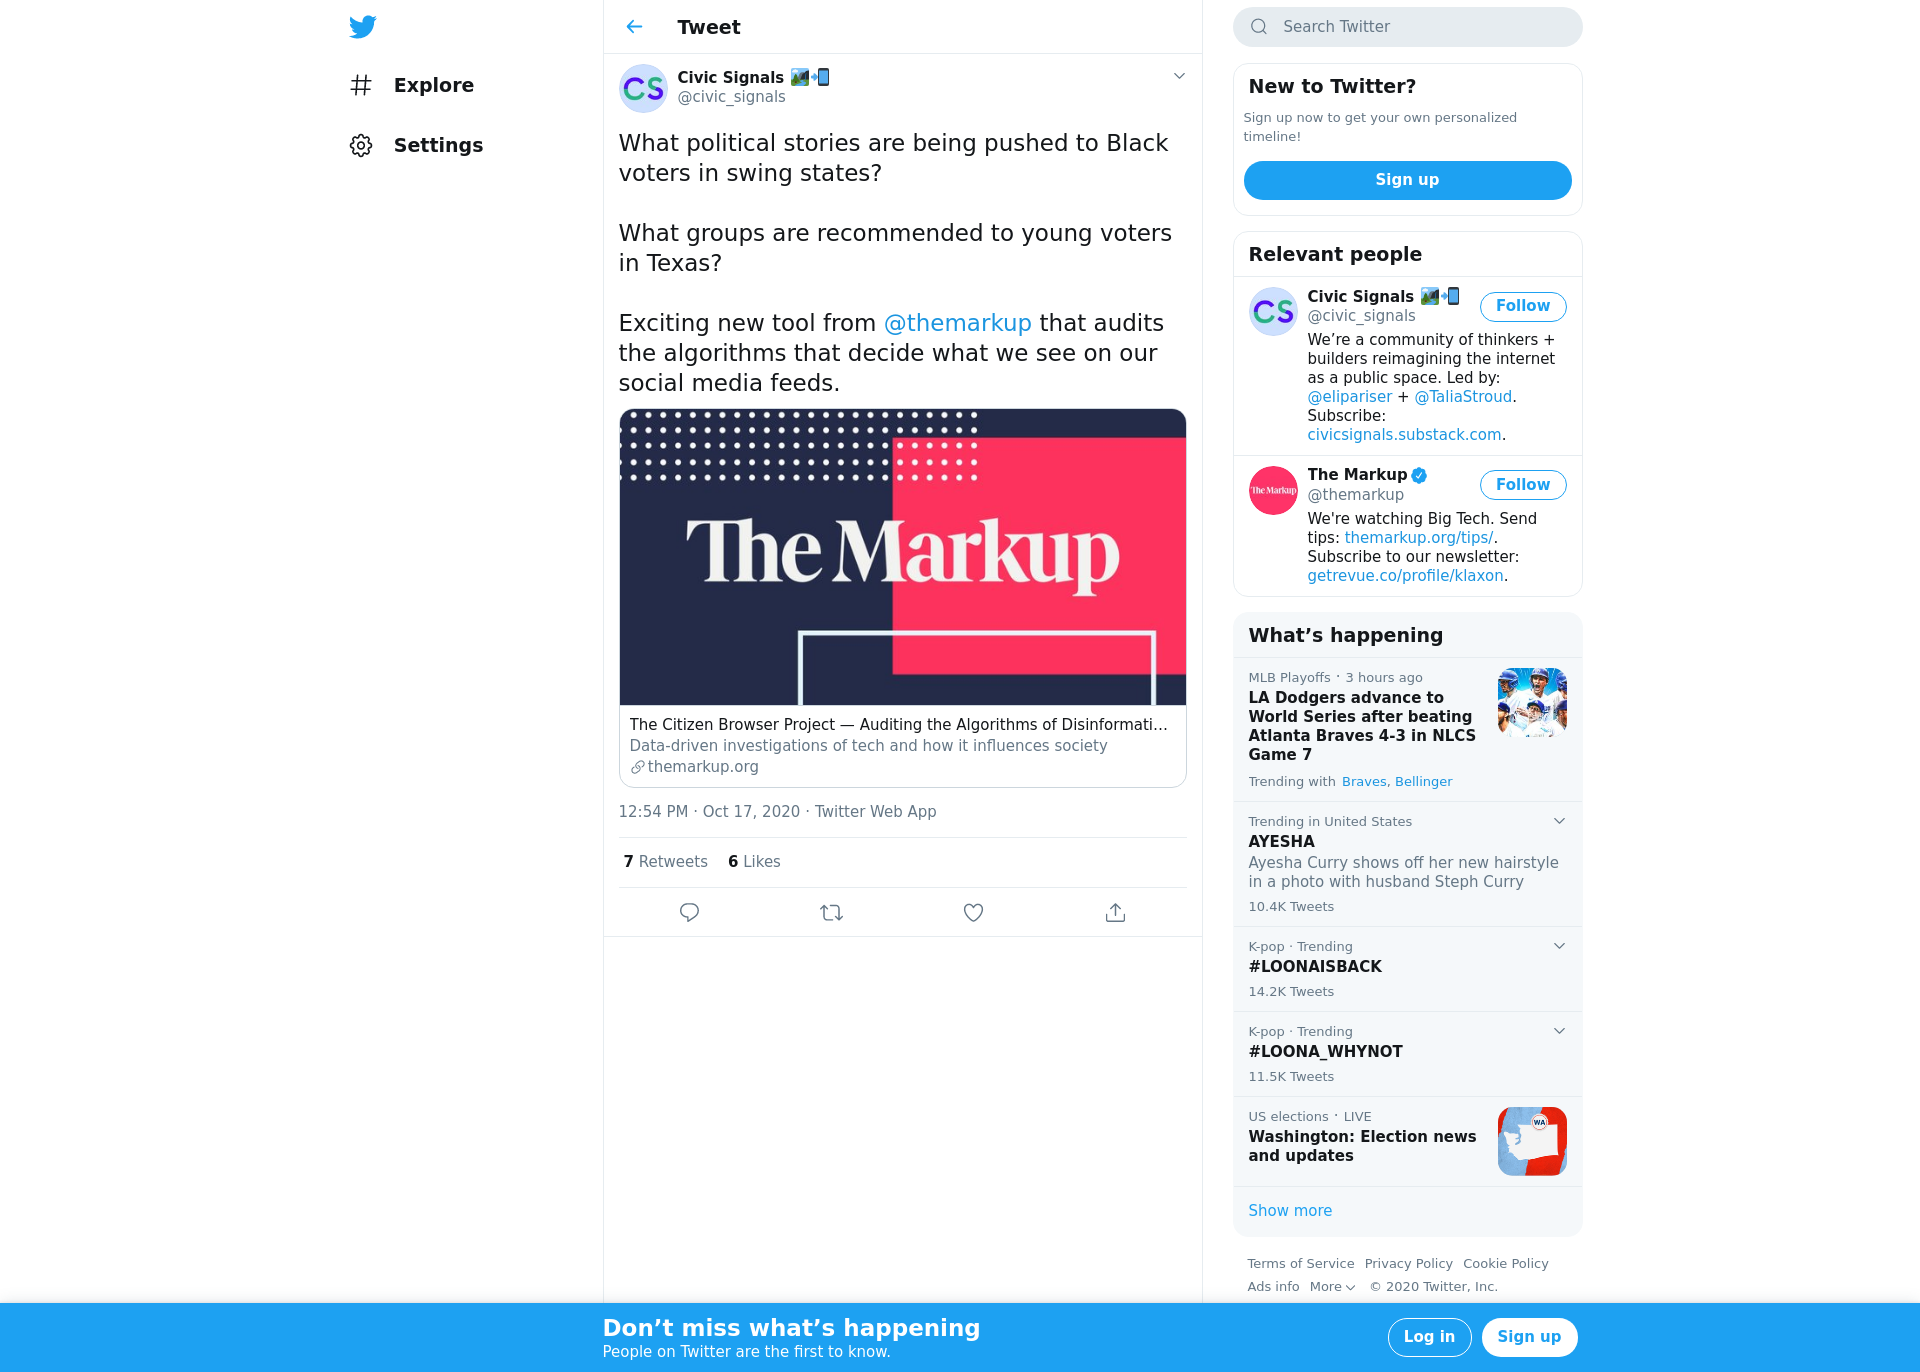 Explore
Settings
Tweet
Civic Signals
@civic_signals
What political stories are being pushed to Black
voters in swing states?
What groups are recommended to young voters
in Texas?
Exciting new tool from @themarkup that audits
the algorithms that decide what we see on our
social media feeds.
The Markup
The Citizen Browser Project — Auditing the Algorithms of Disinformati...
Data-driven investigations of tech and how it influences society
themarkup.org
12:54 PM · Oct 17, 2020 · Twitter Web App
7 Retweets 6 Likes
Search Twitter
New to Twitter?
Sign up now to get your own personalized
timeline!
Sign up
Relevant people
CS
Civic Signals
@civic_signals
Follow
We’re a community of thinkers +
builders reimagining the internet
as a public space. Led by:
@elipariser + @TaliaStroud.
Subscribe:
civicsignals.substack.com.
The Markup
The Markup
@themarkup
Follow
We're watching Big Tech. Send
tips: themarkup.org/tips/.
Subscribe to our newsletter:
getrevue.co/profile/klaxon.
What’s happening
MLB Playoffs · 3 hours ago
LA Dodgers advance to
World Series after beating
Atlanta Braves 4-3 in NLCS
Game 7
Trending with Braves, Bellinger
Trending in United States
AYESHA
Ayesha Curry shows off her new hairstyle
in a photo with husband Steph Curry
10.4K Tweets
K-pop · Trending
#LOONAISBACK
14.2K Tweets
K-pop · Trending
#LOONA_WHYNOT
11.5K Tweets
US elections · LIVE
Washington: Election news
and updates
WA
Show more
Terms of Service Privacy Policy Cookie Policy
Ads info More © 2020 Twitter, Inc.
Don’t miss what’s happening
People on Twitter are the first to know.
Log in
Sign up